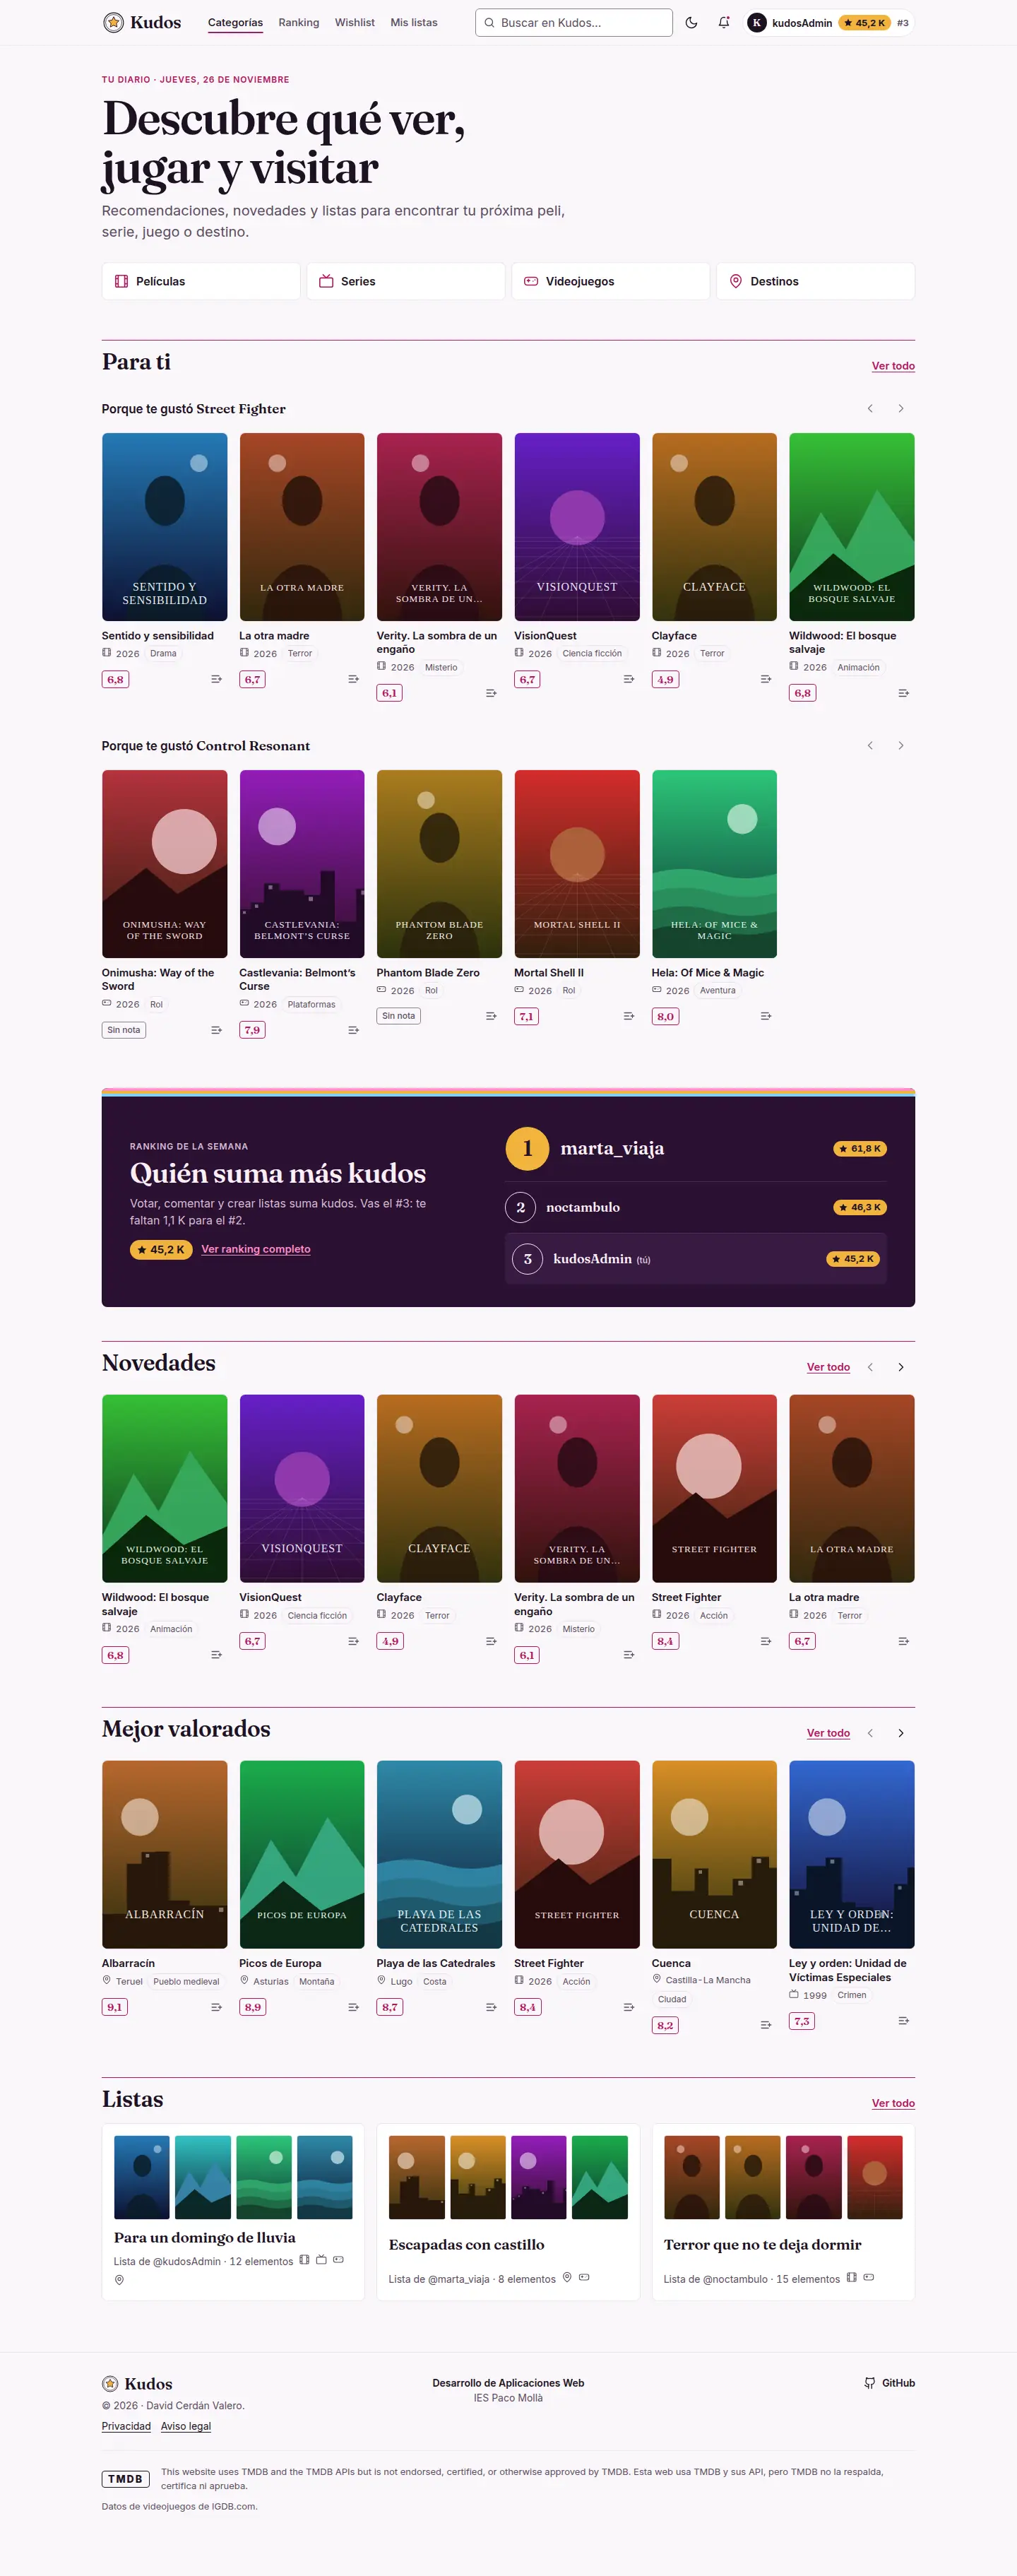 Kudos
Categorías
Ranking
Wishlist
Mis listas
Buscar en Kudos...
K
kudosAdmin
45,2 K
#3
TU DIARIO · JUEVES, 26 DE NOVIEMBRE
Descubre qué ver,
jugar y visitar
Recomendaciones, novedades y listas para encontrar tu próxima peli,
serie, juego o destino.
Películas
Series
Videojuegos
Destinos
Para ti
Ver todo
Porque te gustó Street Fighter
SENTIDO Y
SENSIBILIDAD
LA OTRA MADRE
VERITY. LA
SOMBRA DE UN…
VISIONQUEST
CLAYFACE
WILDWOOD: EL
BOSQUE SALVAJE
Sentido y sensibilidad
2026 Drama
6,8
La otra madre
2026 Terror
6,7
Verity. La sombra de un
engaño
2026 Misterio
6,1
VisionQuest
2026 Ciencia ficción
6,7
Clayface
2026 Terror
4,9
Wildwood: El bosque
salvaje
2026 Animación
6,8
Porque te gustó Control Resonant
ONIMUSHA: WAY
OF THE SWORD
CASTLEVANIA:
BELMONT’S CURSE
PHANTOM BLADE
ZERO
MORTAL SHELL II
HELA: OF MICE &
MAGIC
Onimusha: Way of the
Sword
2026 Rol
Sin nota
Castlevania: Belmont’s
Curse
2026 Plataformas
7,9
Phantom Blade Zero
2026 Rol
Sin nota
Mortal Shell II
2026 Rol
7,1
Hela: Of Mice & Magic
2026 Aventura
8,0
RANKING DE LA SEMANA
Quién suma más kudos
Votar, comentar y crear listas suma kudos. Vas el #3: te
faltan 1,1 K para el #2.
45,2 K
Ver ranking completo
1 marta_viaja 61,8 K
2 noctambulo 46,3 K
3 kudosAdmin (tú) 45,2 K
Novedades
Ver todo
WILDWOOD: EL
BOSQUE SALVAJE
VISIONQUEST
CLAYFACE
VERITY. LA
SOMBRA DE UN…
STREET FIGHTER
LA OTRA MADRE
Wildwood: El bosque
salvaje
2026 Animación
6,8
VisionQuest
2026 Ciencia ficción
6,7
Clayface
2026 Terror
4,9
Verity. La sombra de un
engaño
2026 Misterio
6,1
Street Fighter
2026 Acción
8,4
La otra madre
2026 Terror
6,7
Mejor valorados
Ver todo
ALBARRACÍN
PICOS DE EUROPA
PLAYA DE LAS
CATEDRALES
STREET FIGHTER
CUENCA
LEY Y ORDEN:
UNIDAD DE…
Albarracín
Teruel Pueblo medieval
9,1
Picos de Europa
Asturias Montaña
8,9
Playa de las Catedrales
Lugo Costa
8,7
Street Fighter
2026 Acción
8,4
Cuenca
Castilla-La Mancha
Ciudad
8,2
Ley y orden: Unidad de
Víctimas Especiales
1999 Crimen
7,3
Listas
Ver todo
Para un domingo de lluvia
Lista de @kudosAdmin · 12 elementos
Escapadas con castillo
Lista de @marta_viaja · 8 elementos
Terror que no te deja dormir
Lista de @noctambulo · 15 elementos
Kudos
© 2026 · David Cerdán Valero.
Privacidad Aviso legal
Desarrollo de Aplicaciones Web
IES Paco Mollà
GitHub
TMDB
This website uses TMDB and the TMDB APIs but is not endorsed, certified, or otherwise approved by TMDB. Esta web usa TMDB y sus API, pero TMDB no la respalda,
certifica ni aprueba.
Datos de videojuegos de IGDB.com.